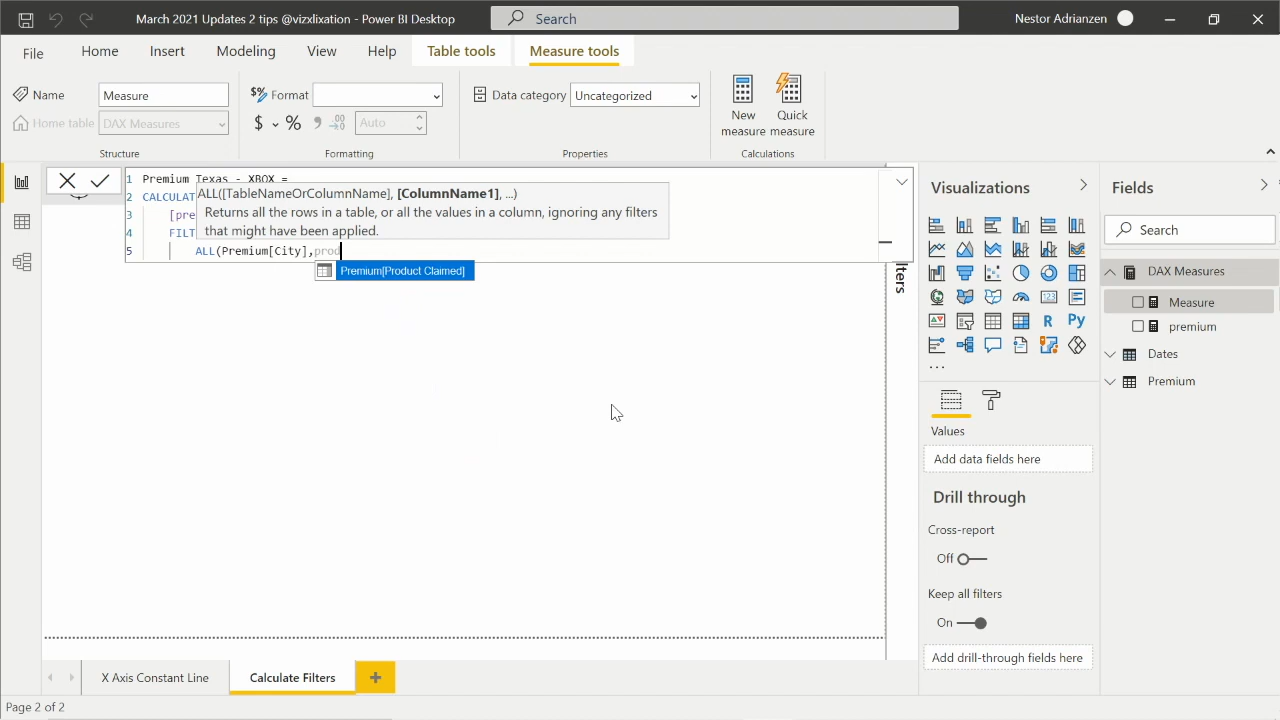 March 2021 Updates 2 tips @vizxlixation - Power BI Desktop
Search
Nestor Adrianzen
File
Home
Insert
Modeling
View
Help
Table tools
Measure tools
Name
Measure
Home table
DAX Measures
Structure
$% Format
$ % 9 .00 Auto
Formatting
Data category
Uncategorized
Properties
New measure
Quick measure
Calculations
1 Premium Texas - XBOX =
2 CALCULAT
3 [pre
4 FILT
5 ALL(Premium[City],prod
ALL([TableNameOrColumnName], [ColumnName1], ...)
Returns all the rows in a table, or all the values in a column, ignoring any filters
that might have been applied.
Premium[Product Claimed]
lters
Visualizations
123
R
Py
...
Values
Add data fields here
Drill through
Cross-report
Off
Keep all filters
On
Add drill-through fields here
Fields
Search
DAX Measures
Measure
premium
Dates
Premium
X Axis Constant Line
Calculate Filters
+
Page 2 of 2